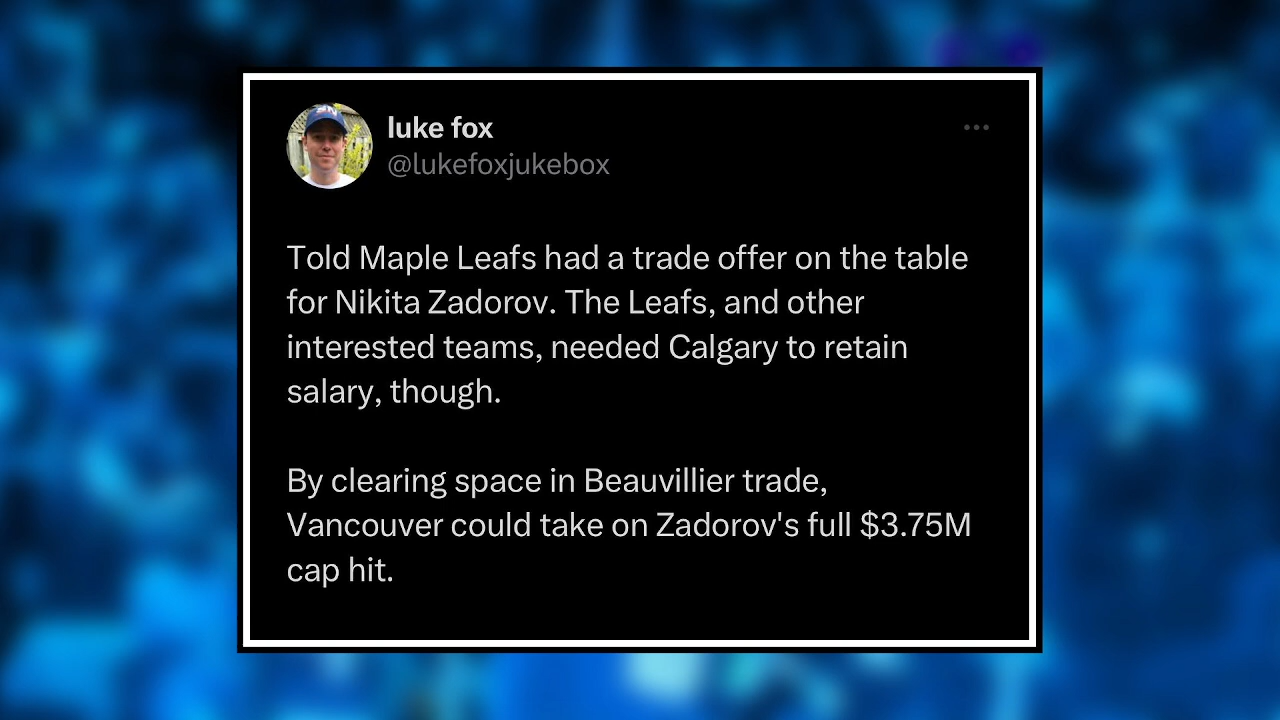 luke fox
@lukefoxjukebox
Told Maple Leafs had a trade offer on the table
for Nikita Zadorov. The Leafs, and other
interested teams, needed Calgary to retain
salary, though.
By clearing space in Beauvillier trade,
Vancouver could take on Zadorov's full $3.75M
cap hit.